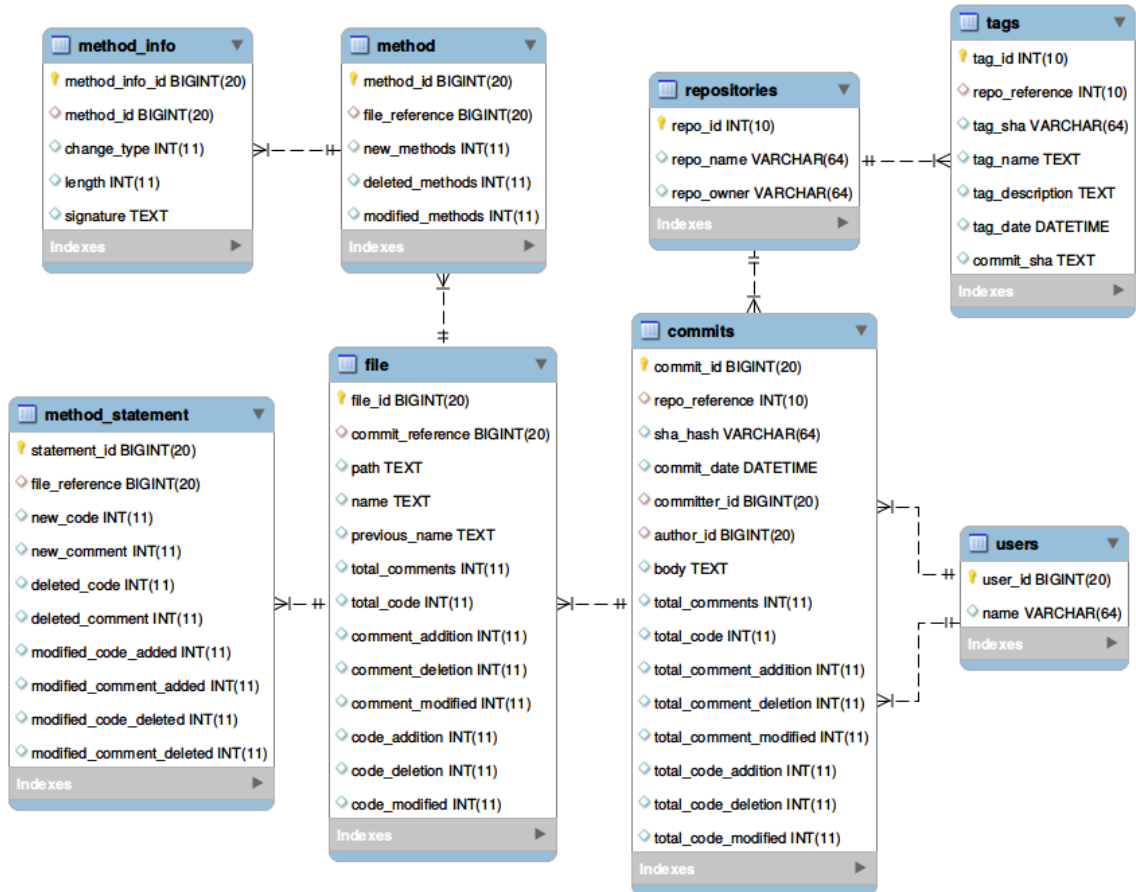 method_info
method_info_id BIGINT(20)
method_id BIGINT(20)
change_type INT(11)
length INT(11)
signature TEXT
Indexes
method
method_id BIGINT(20)
file_reference BIGINT(20)
new_methods INT(11)
deleted_methods INT(11)
modified_methods INT(11)
Indexes
repositories
repo_id INT(10)
repo_name VARCHAR(64)
repo_owner VARCHAR(64)
Indexes
tags
tag_id INT(10)
repo_reference INT(10)
tag_sha VARCHAR(64)
tag_name TEXT
tag_description TEXT
tag_date DATETIME
commit_sha TEXT
Indexes
method_statement
statement_id BIGINT(20)
file_reference BIGINT(20)
new_code INT(11)
new_comment INT(11)
deleted_code INT(11)
deleted_comment INT(11)
modified_code_added INT(11)
modified_comment_added INT(11)
modified_code_deleted INT(11)
modified_comment_deleted INT(11)
Indexes
file
file_id BIGINT(20)
commit_reference BIGINT(20)
path TEXT
name TEXT
previous_name TEXT
total_comments INT(11)
total_code INT(11)
comment_addition INT(11)
comment_deletion INT(11)
comment_modified INT(11)
code_addition INT(11)
code_deletion INT(11)
code_modified INT(11)
Indexes
commits
commit_id BIGINT(20)
repo_reference INT(10)
sha_hash VARCHAR(64)
commit_date DATETIME
committer_id BIGINT(20)
author_id BIGINT(20)
body TEXT
total_comments INT(11)
total_code INT(11)
total_comment_addition INT(11)
total_comment_deletion INT(11)
total_comment_modified INT(11)
total_code_addition INT(11)
total_code_deletion INT(11)
total_code_modified INT(11)
Indexes
users
user_id BIGINT(20)
name VARCHAR(64)
Indexes